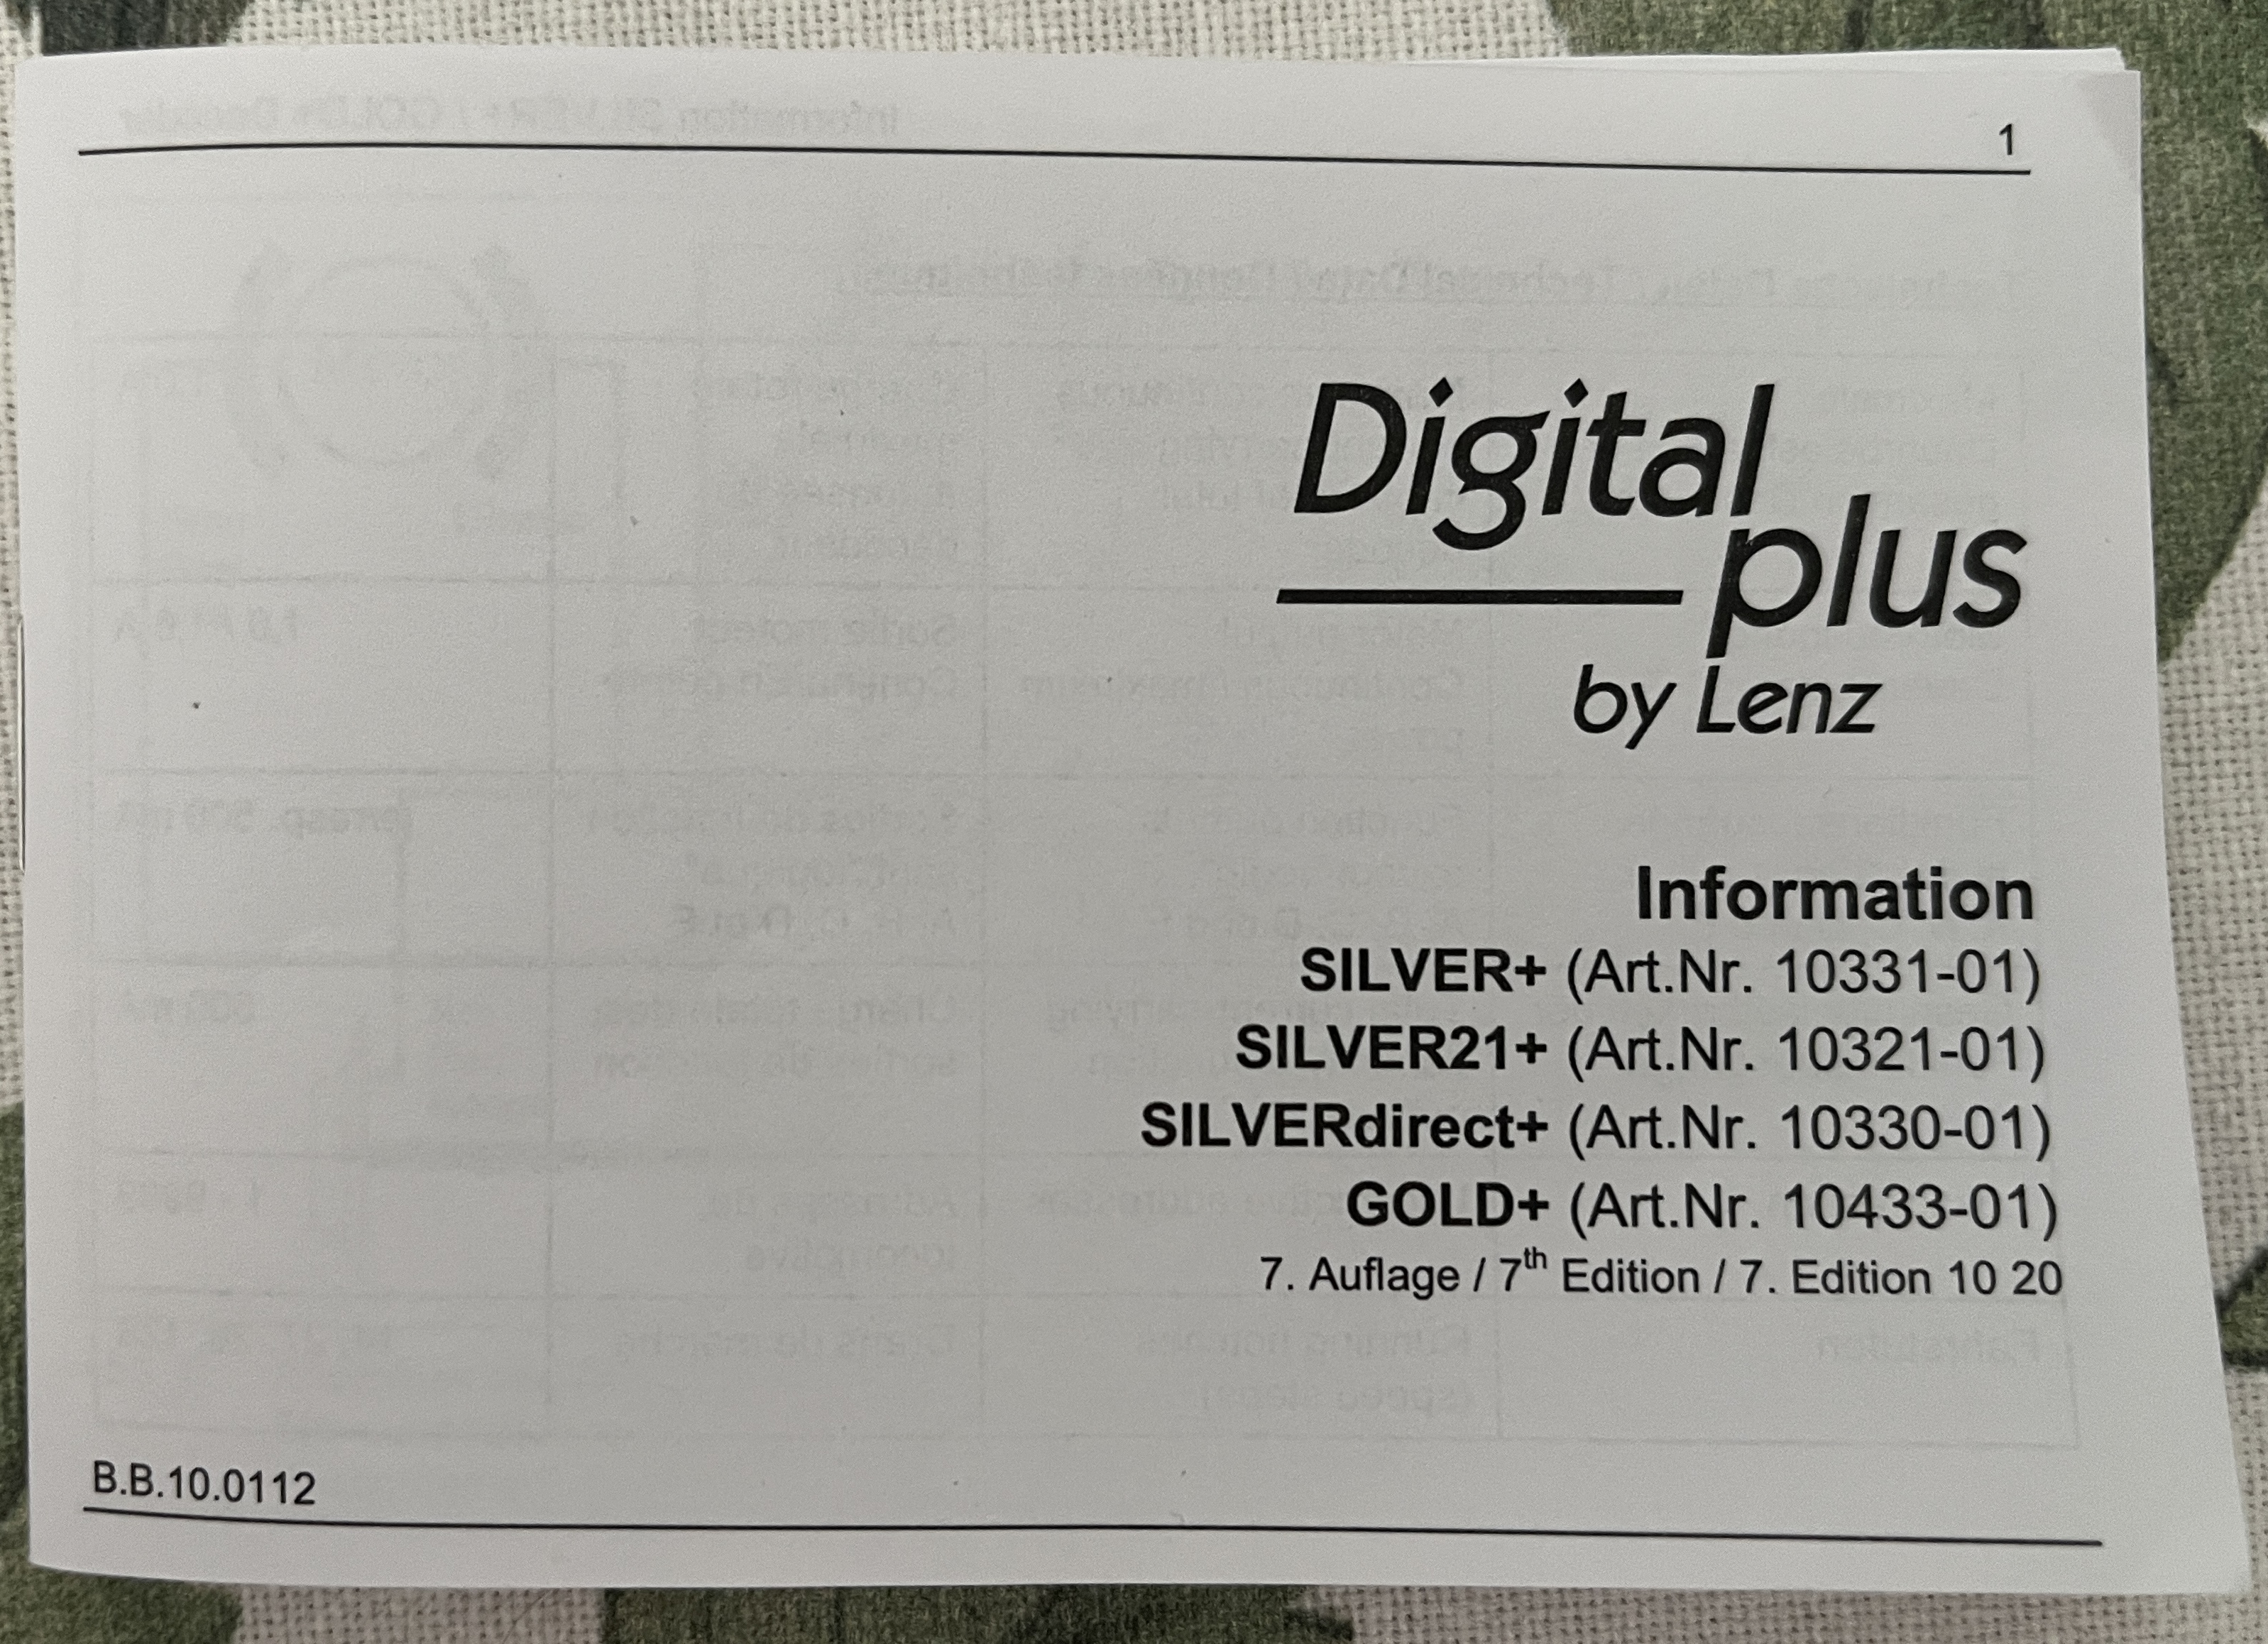 1
Digital
plus
by Lenz
Information
SILVER+ (Art.Nr. 10331-01)
SILVER21+ (Art.Nr. 10321-01)
SILVERdirect+ (Art.Nr. 10330-01)
GOLD+ (Art.Nr. 10433-01)
7. Auflage / 7th Edition / 7. Edition 10 20
B.B.10.0112